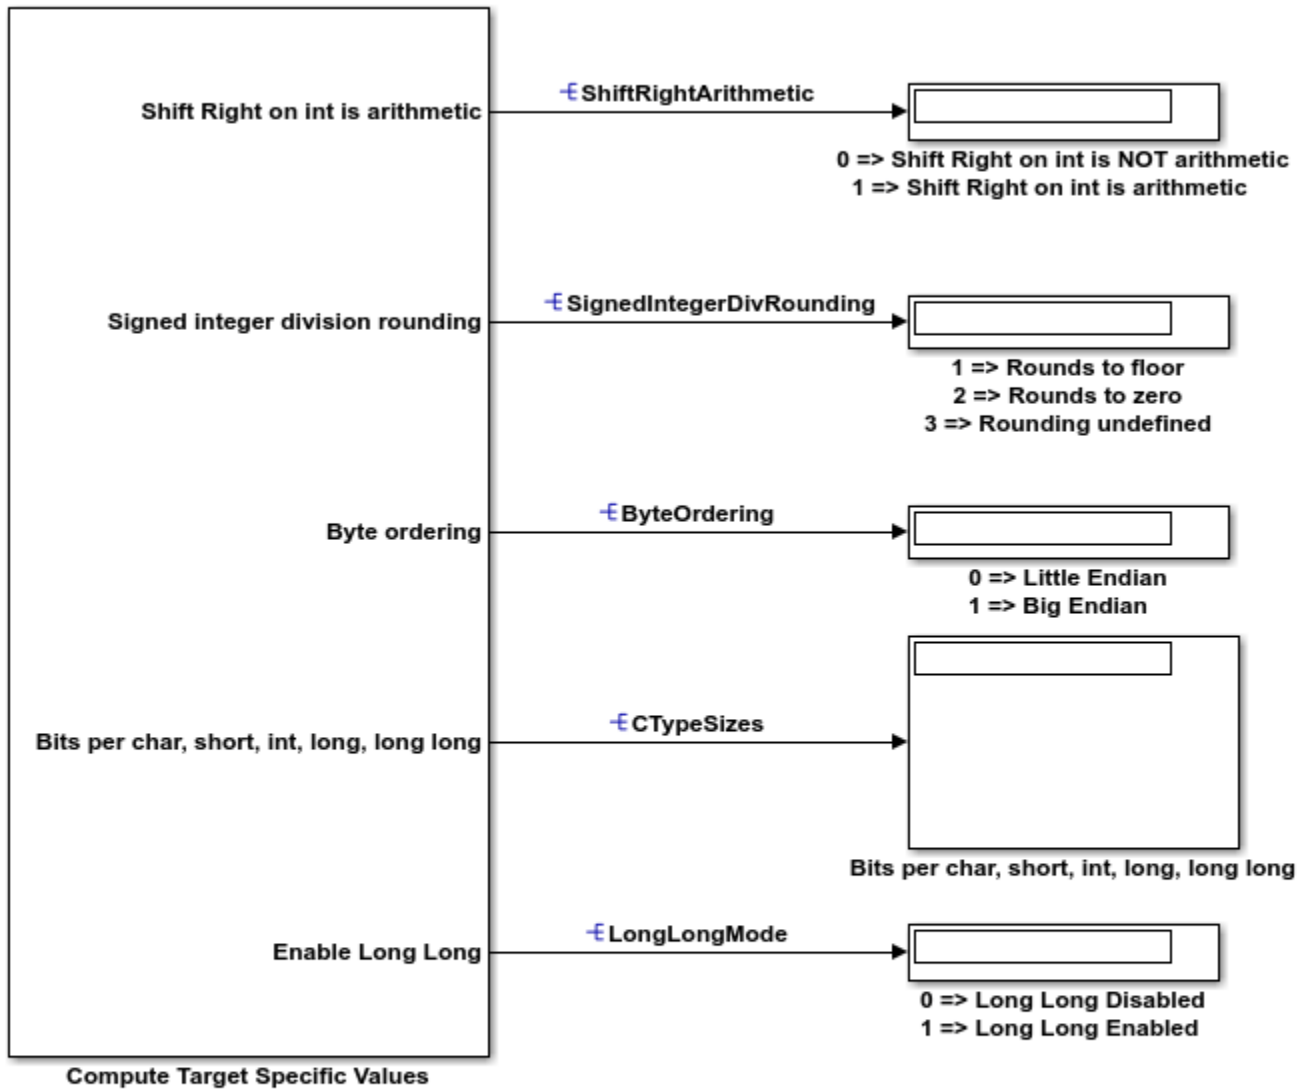 Shift Right on int is arithmetic
ShiftRightArithmetic
0 => Shift Right on int is NOT arithmetic
1 => Shift Right on int is arithmetic
Signed integer division rounding
SignedIntegerDivRounding
1 => Rounds to floor
2 => Rounds to zero
3 => Rounding undefined
Byte ordering
ByteOrdering
0 => Little Endian
1 => Big Endian
Bits per char, short, int, long, long long
CTypeSizes
Bits per char, short, int, long, long long
Enable Long Long
LongLongMode
0 => Long Long Disabled
1 => Long Long Enabled
Compute Target Specific Values